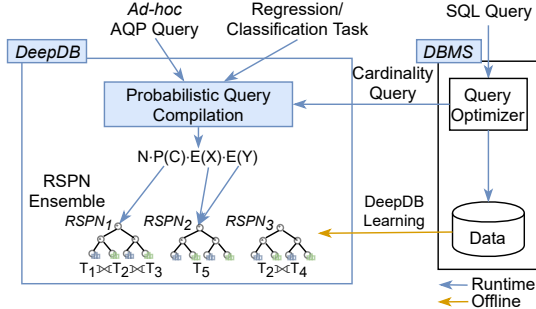 Ad-hoc
AQP Query
Regression/
Classification Task
SQL Query
DeepDB
DBMS
Probabilistic Query
Compilation
Cardinality
Query
Query
Optimizer
N·P(C)·E(X)·E(Y)
RSPN
Ensemble
RSPN1
RSPN2
RSPN3
T1⋈T2⋈T3
T5
T2⋈T4
DeepDB
Learning
Data
Runtime
Offline